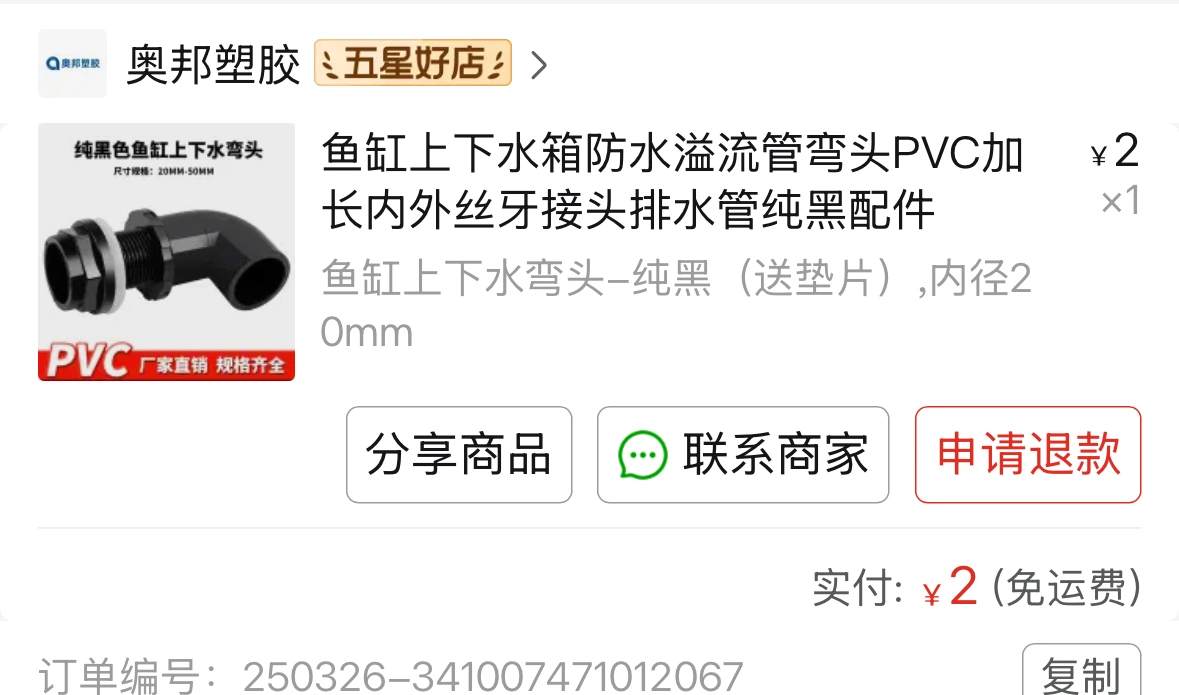 奥邦塑胶
奥邦塑胶 五星好店
纯黑色鱼缸上下水弯头
尺寸规格：20MM-50MM
PVC 厂家直销 规格齐全
鱼缸上下水箱防水溢流管弯头PVC加
长内外丝牙接头排水管纯黑配件
¥2
×1
鱼缸上下水弯头-纯黑（送垫片）,内径2
0mm
分享商品 联系商家 申请退款
实付: ¥2 (免运费)
订单编号：250326-341007471012067 复制